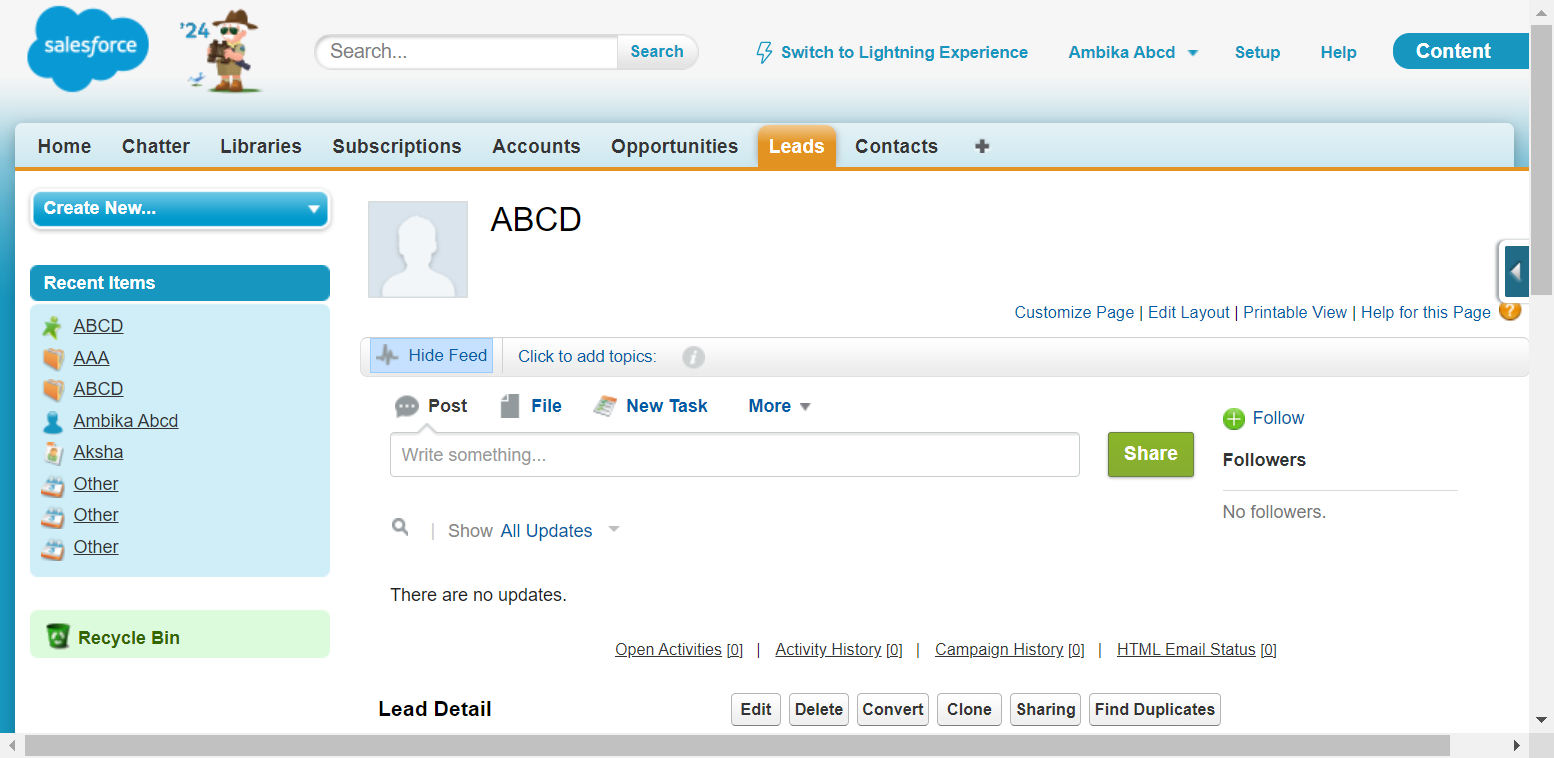 salesforce
'24
Search...
Search
Switch to Lightning Experience
Ambika Abcd
Setup
Help
Content
Home
Chatter
Libraries
Subscriptions
Accounts
Opportunities
Leads
Contacts
+
Create New...
Recent Items
ABCD
AAA
ABCD
Ambika Abcd
Aksha
Other
Other
Other
Recycle Bin
ABCD
Customize Page | Edit Layout | Printable View | Help for this Page ?
Hide Feed
Click to add topics:
i
Post
File
New Task
More
Write something...
Share
Follow
Followers
No followers.
| Show All Updates
There are no updates.
Open Activities [0] | Activity History [0] | Campaign History [0] | HTML Email Status [0]
Lead Detail
Edit
Delete
Convert
Clone
Sharing
Find Duplicates